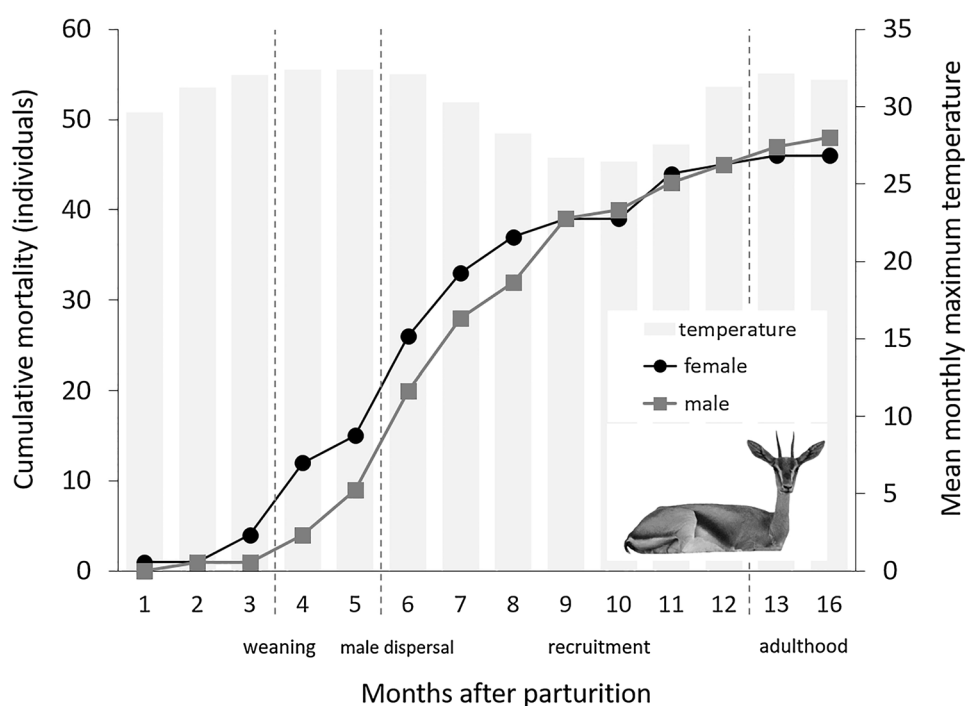 60
50
40
30
20
10
0
Cumulative mortality (individuals)
35
30
25
20
15
10
5
0
Mean monthly maximum temperature
temperature
female
male
1 2 3 4 5 6 7 8 9 10 11 12 13 16
weaning male dispersal recruitment adulthood
Months after parturition